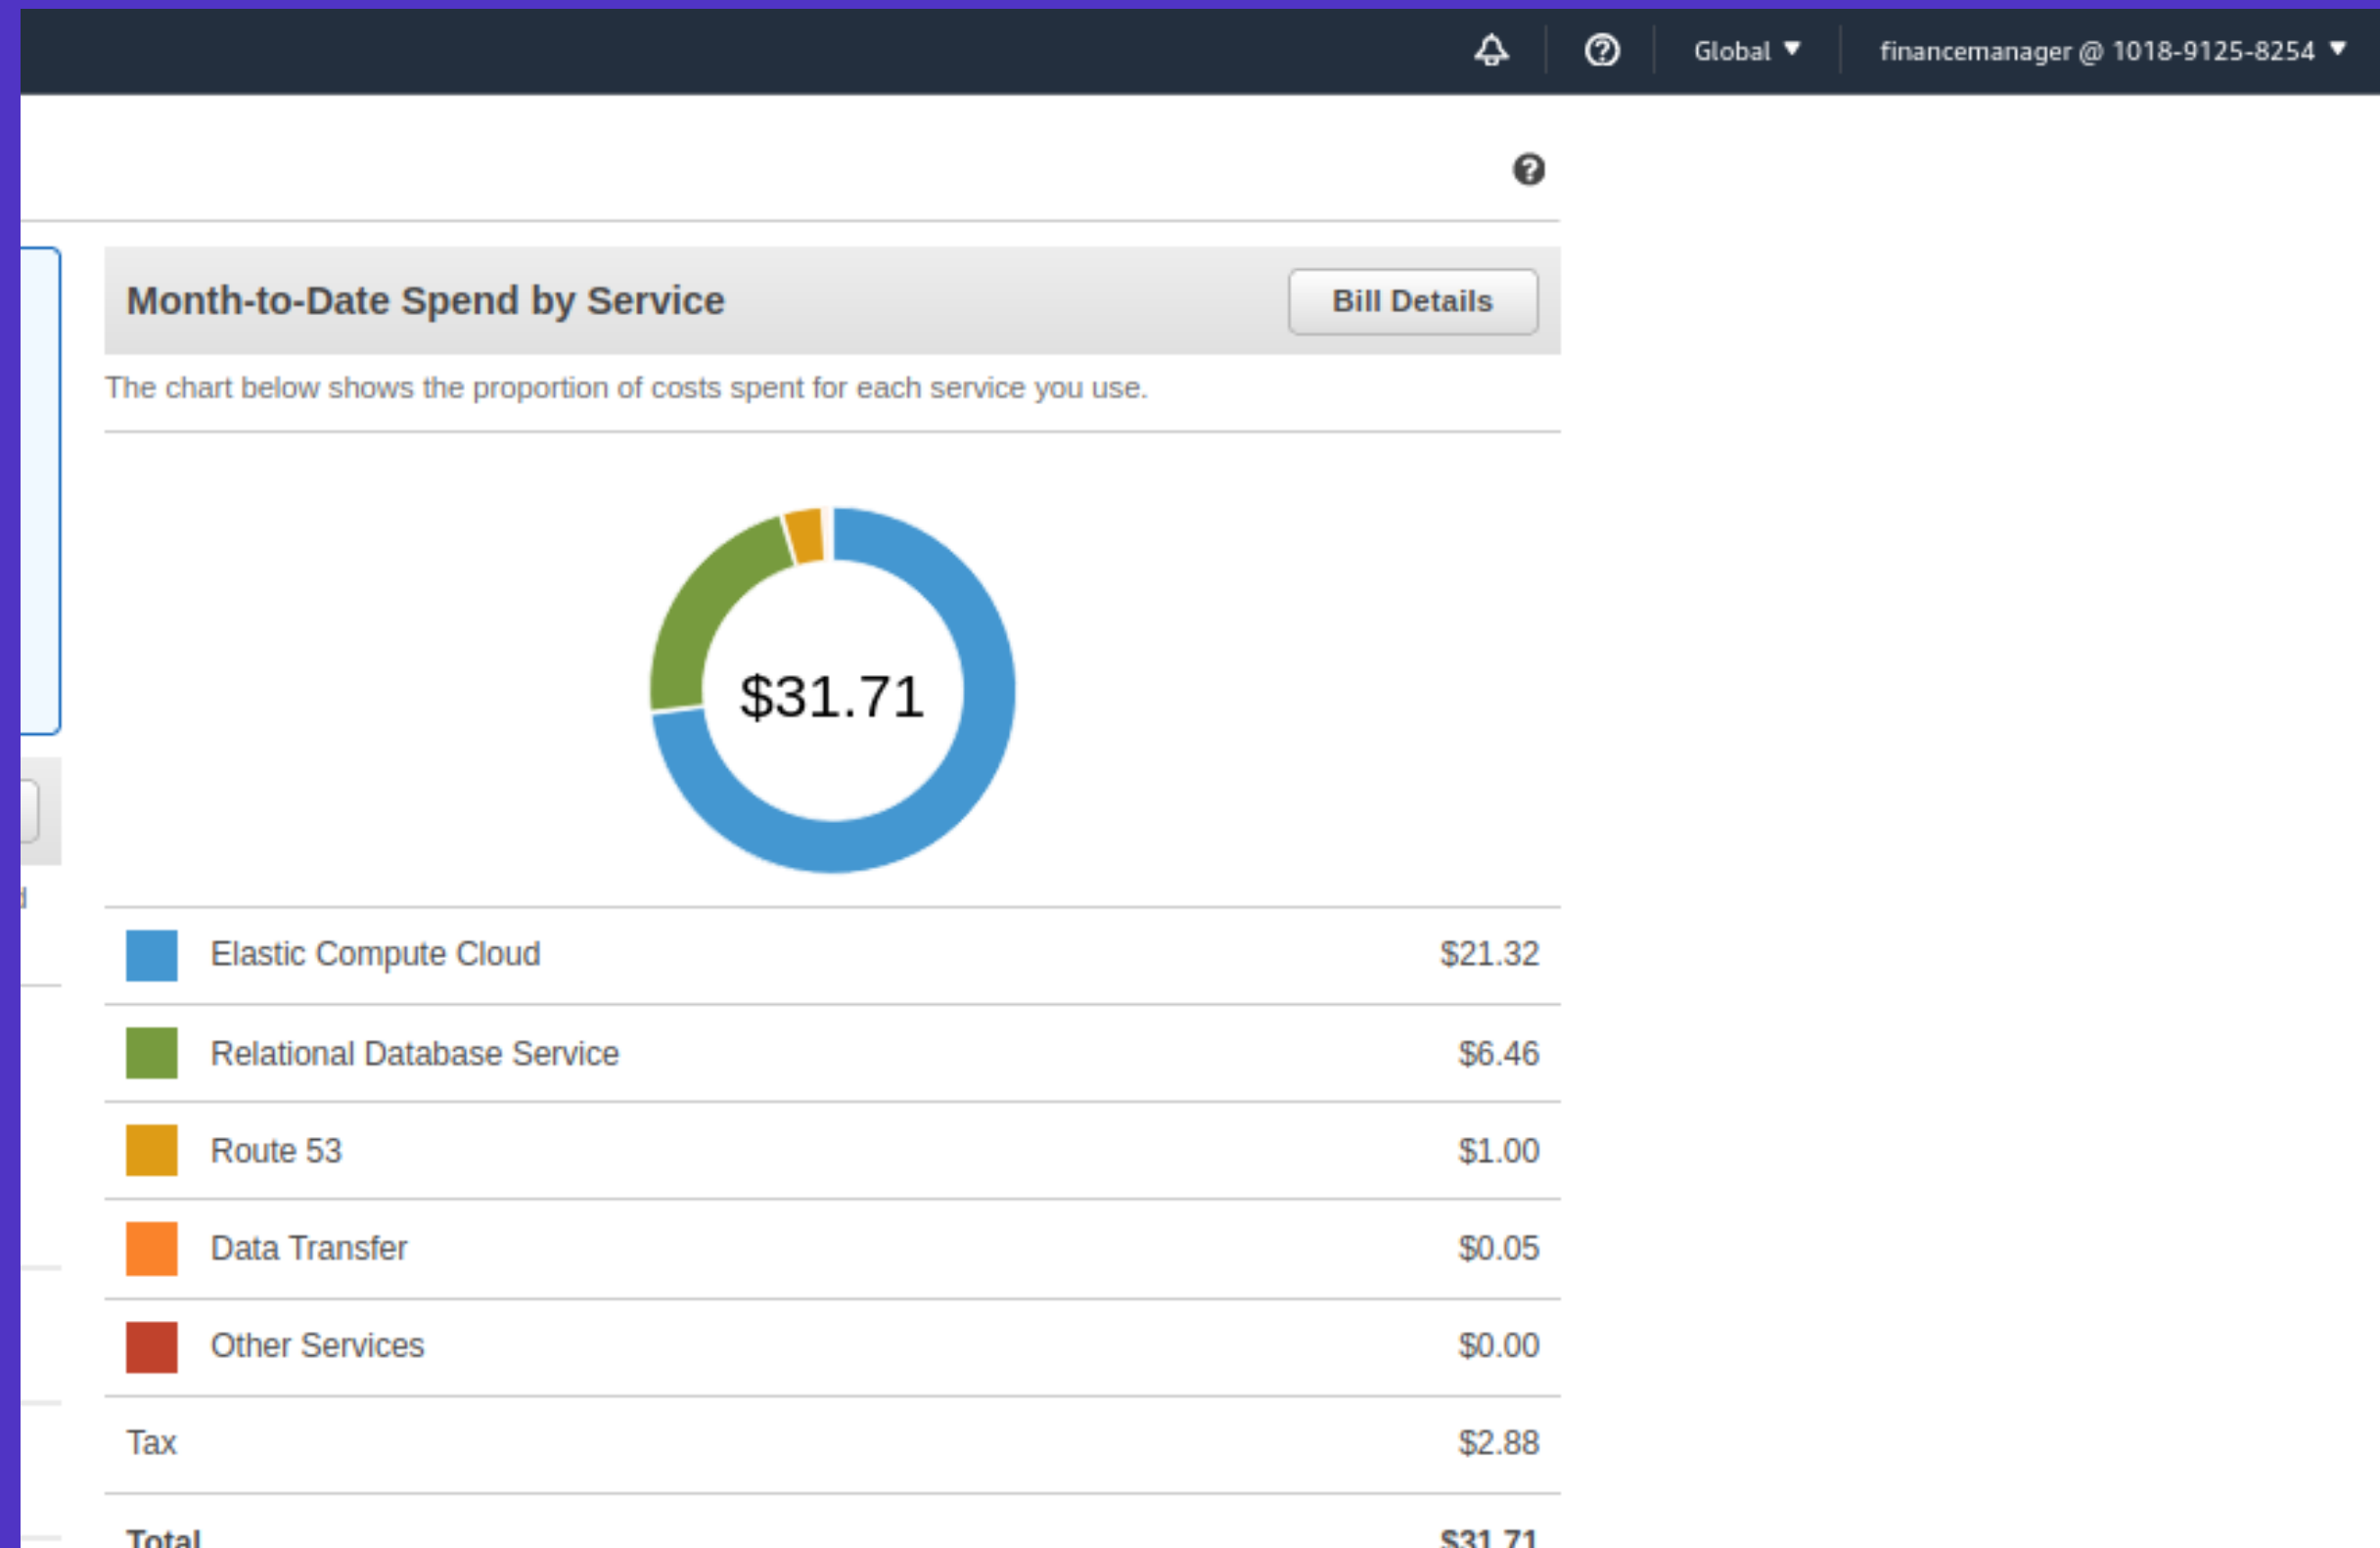 Global ▼ financemanager @ 1018-9125-8254 ▼
Month-to-Date Spend by Service
Bill Details
The chart below shows the proportion of costs spent for each service you use.
$31.71
Elastic Compute Cloud $21.32
Relational Database Service $6.46
Route 53 $1.00
Data Transfer $0.05
Other Services $0.00
Tax $2.88
Total $31.71